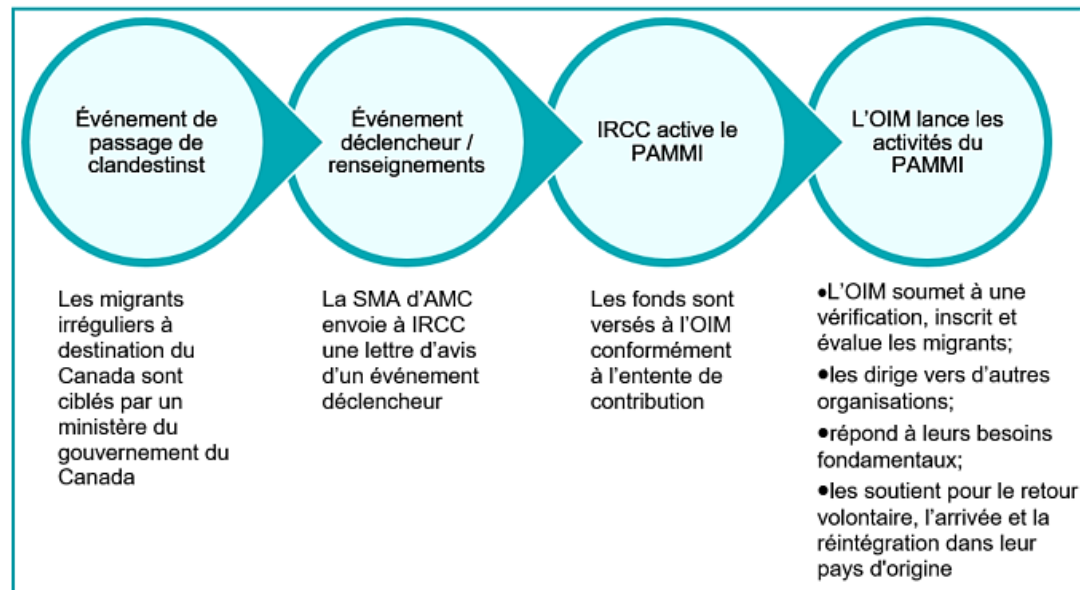 Événement de
passage de
clandestinst
Événement
déclencheur /
renseignements
IRCC active le
PAMMI
L'OIM lance les
activités du
PAMMI
Les migrants
irréguliers à
destination du
Canada sont
ciblés par un
ministère du
gouvernement du
Canada
La SMA d'AMC
envoie à IRCC
une lettre d'avis
d'un événement
déclencheur
Les fonds sont
versés à l'OIM
conformément
à l'entente de
contribution
•L'OIM soumet à une
vérification, inscrit et
évalue les migrants;
•les dirige vers d'autres
organisations;
•répond à leurs besoins
fondamentaux;
•les soutient pour le retour
volontaire, l'arrivée et la
réintégration dans leur
pays d'origine